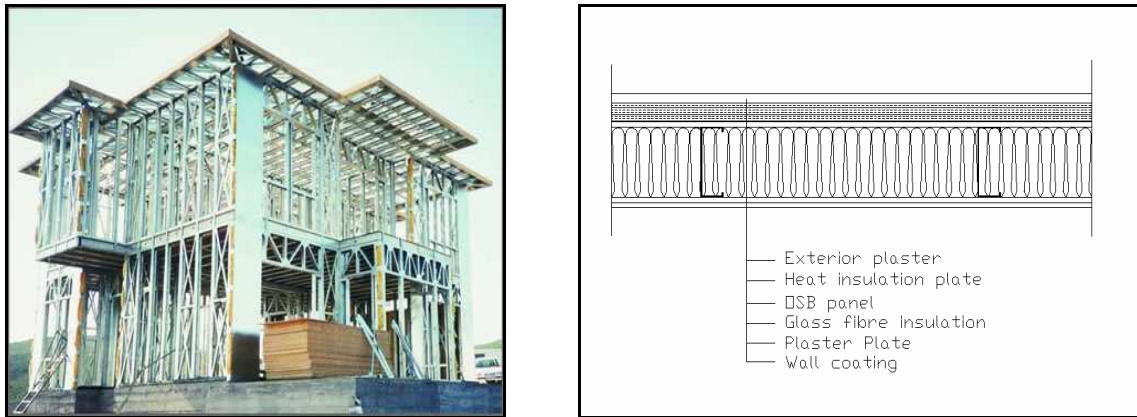 Exterior plaster
Heat insulation plate
OSB panel
Glass fibre insulation
Plaster Plate
Wall coating